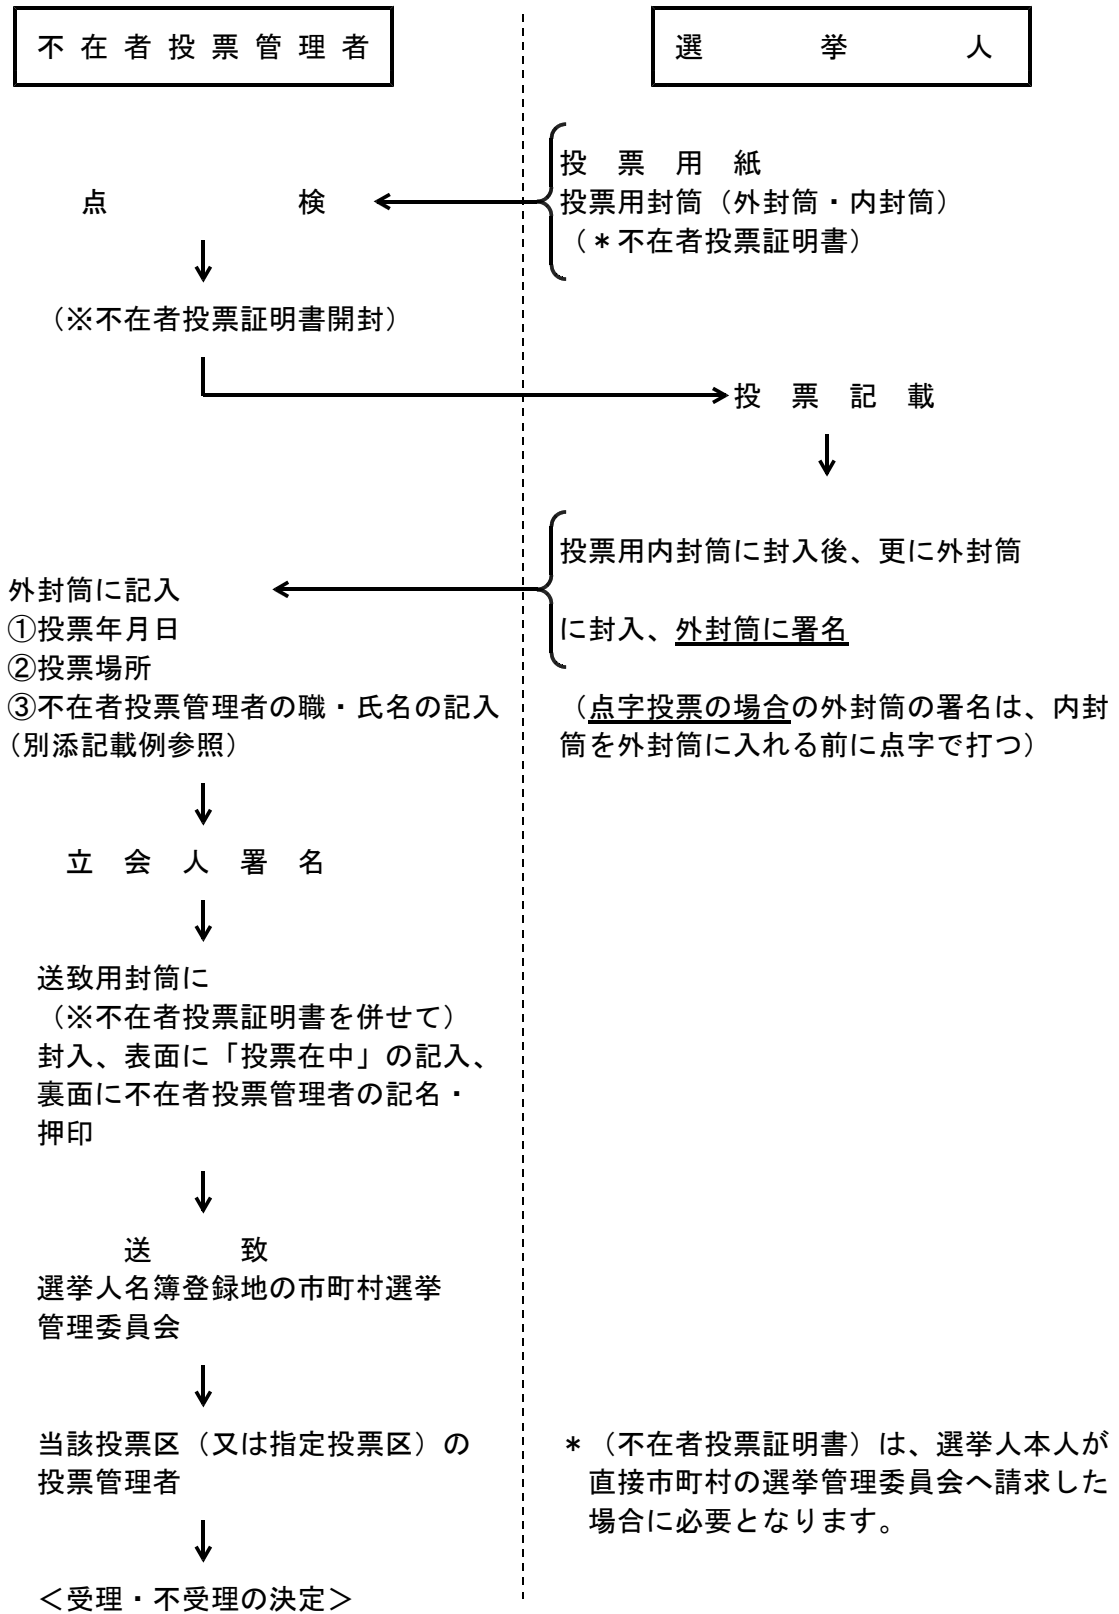 不在者投票管理者
選挙人
投票用紙
点検
投票用封筒（外封筒・内封筒）
（＊不在者投票証明書）
（※不在者投票証明書開封）
投票記載
投票用内封筒に封入後、更に外封筒
に封入、外封筒に署名
（点字投票の場合の外封筒の署名は、内封
筒を外封筒に入れる前に点字で打つ）
外封筒に記入
①投票年月日
②投票場所
③不在者投票管理者の職・氏名の記入
（別添記載例参照）
立会人署名
送致用封筒に
（※不在者投票証明書を併せて）
封入、表面に「投票在中」の記入、
裏面に不在者投票管理者の記名・
押印
送致
選挙人名簿登録地の市町村選挙
管理委員会
当該投票区（又は指定投票区）の
投票管理者
＜受理・不受理の決定＞
＊（不在者投票証明書）は、選挙人本人が
直接市町村の選挙管理委員会へ請求した
場合に必要となります。